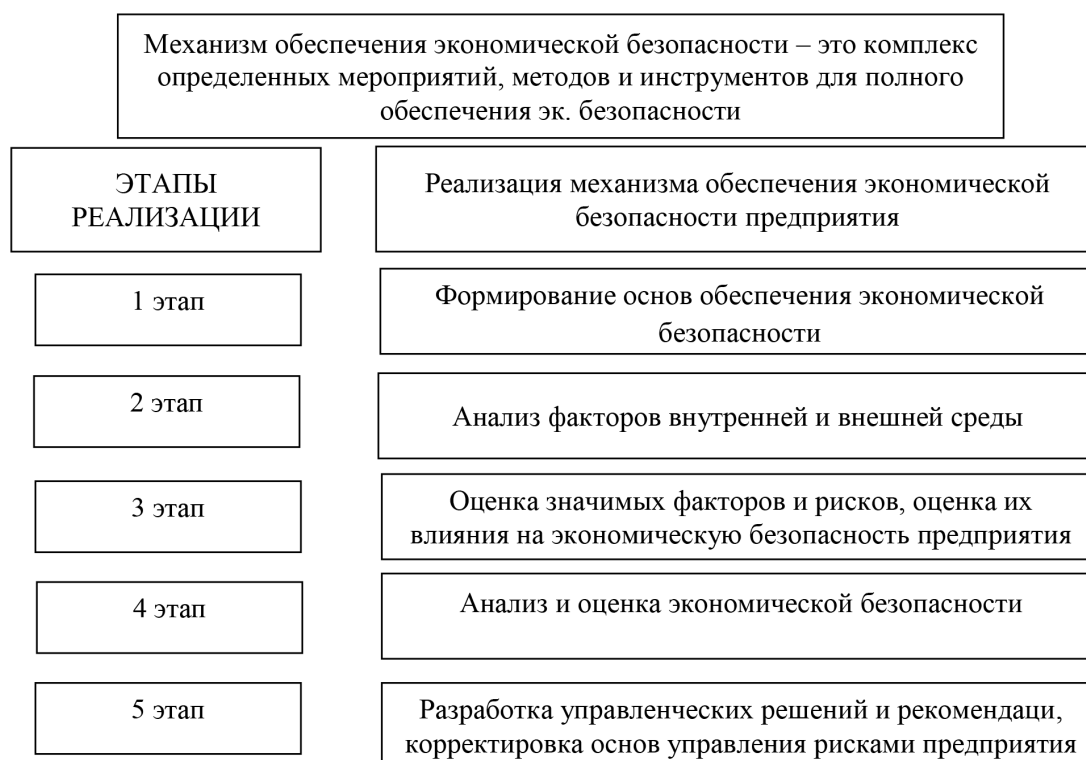 Механизм обеспечения экономической безопасности – это комплекс
определенных мероприятий, методов и инструментов для полного
обеспечения эк. безопасности
ЭТАПЫ
РЕАЛИЗАЦИИ
Реализация механизма обеспечения экономической
безопасности предприятия
1 этап
Формирование основ обеспечения экономической
безопасности
2 этап
Анализ факторов внутренней и внешней среды
3 этап
Оценка значимых факторов и рисков, оценка их
влияния на экономическую безопасность предприятия
4 этап
Анализ и оценка экономической безопасности
5 этап
Разработка управленческих решений и рекомендаци,
корректировка основ управления рисками предприятия